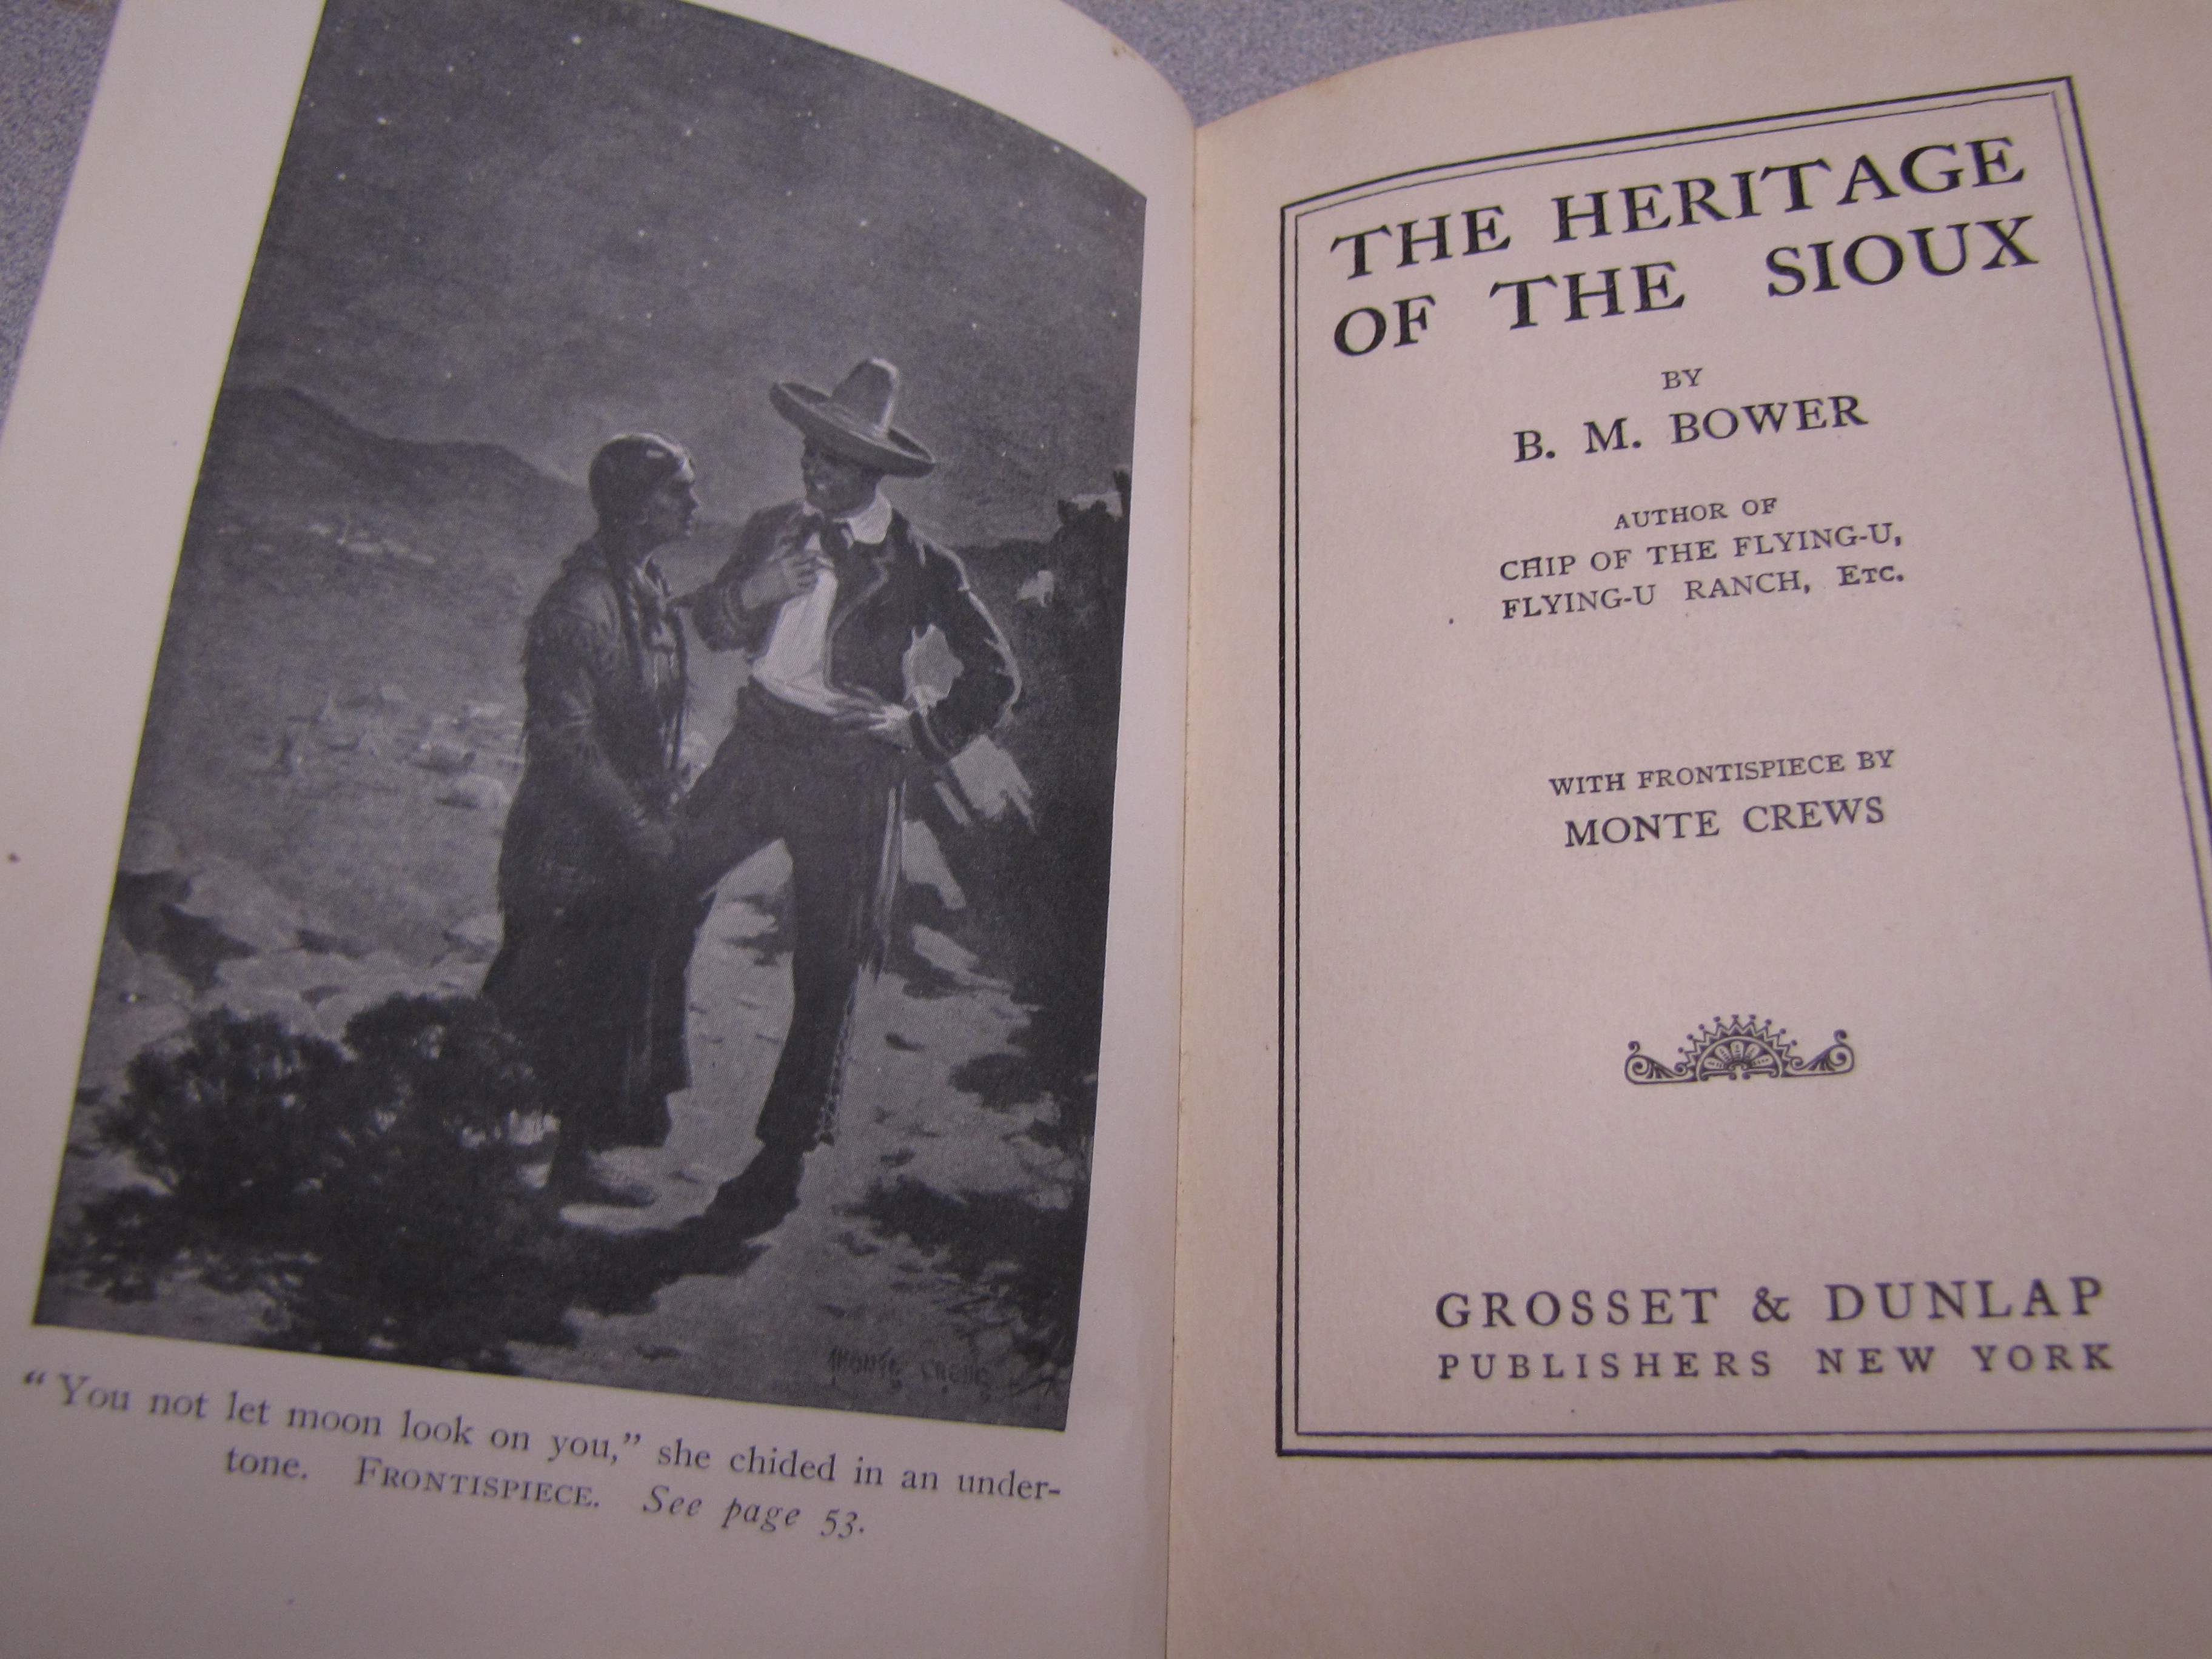 MONTE CREWS
“You not let moon look on you,” she chided in an under-
tone. FRONTISPIECE. See page 53.
THE HERITAGE
OF THE SIOUX
BY
B. M. BOWER
AUTHOR OF
CHIP OF THE FLYING-U,
FLYING-U RANCH, ETC.
WITH FRONTISPIECE BY
MONTE CREWS
GROSSET & DUNLAP
PUBLISHERS NEW YORK